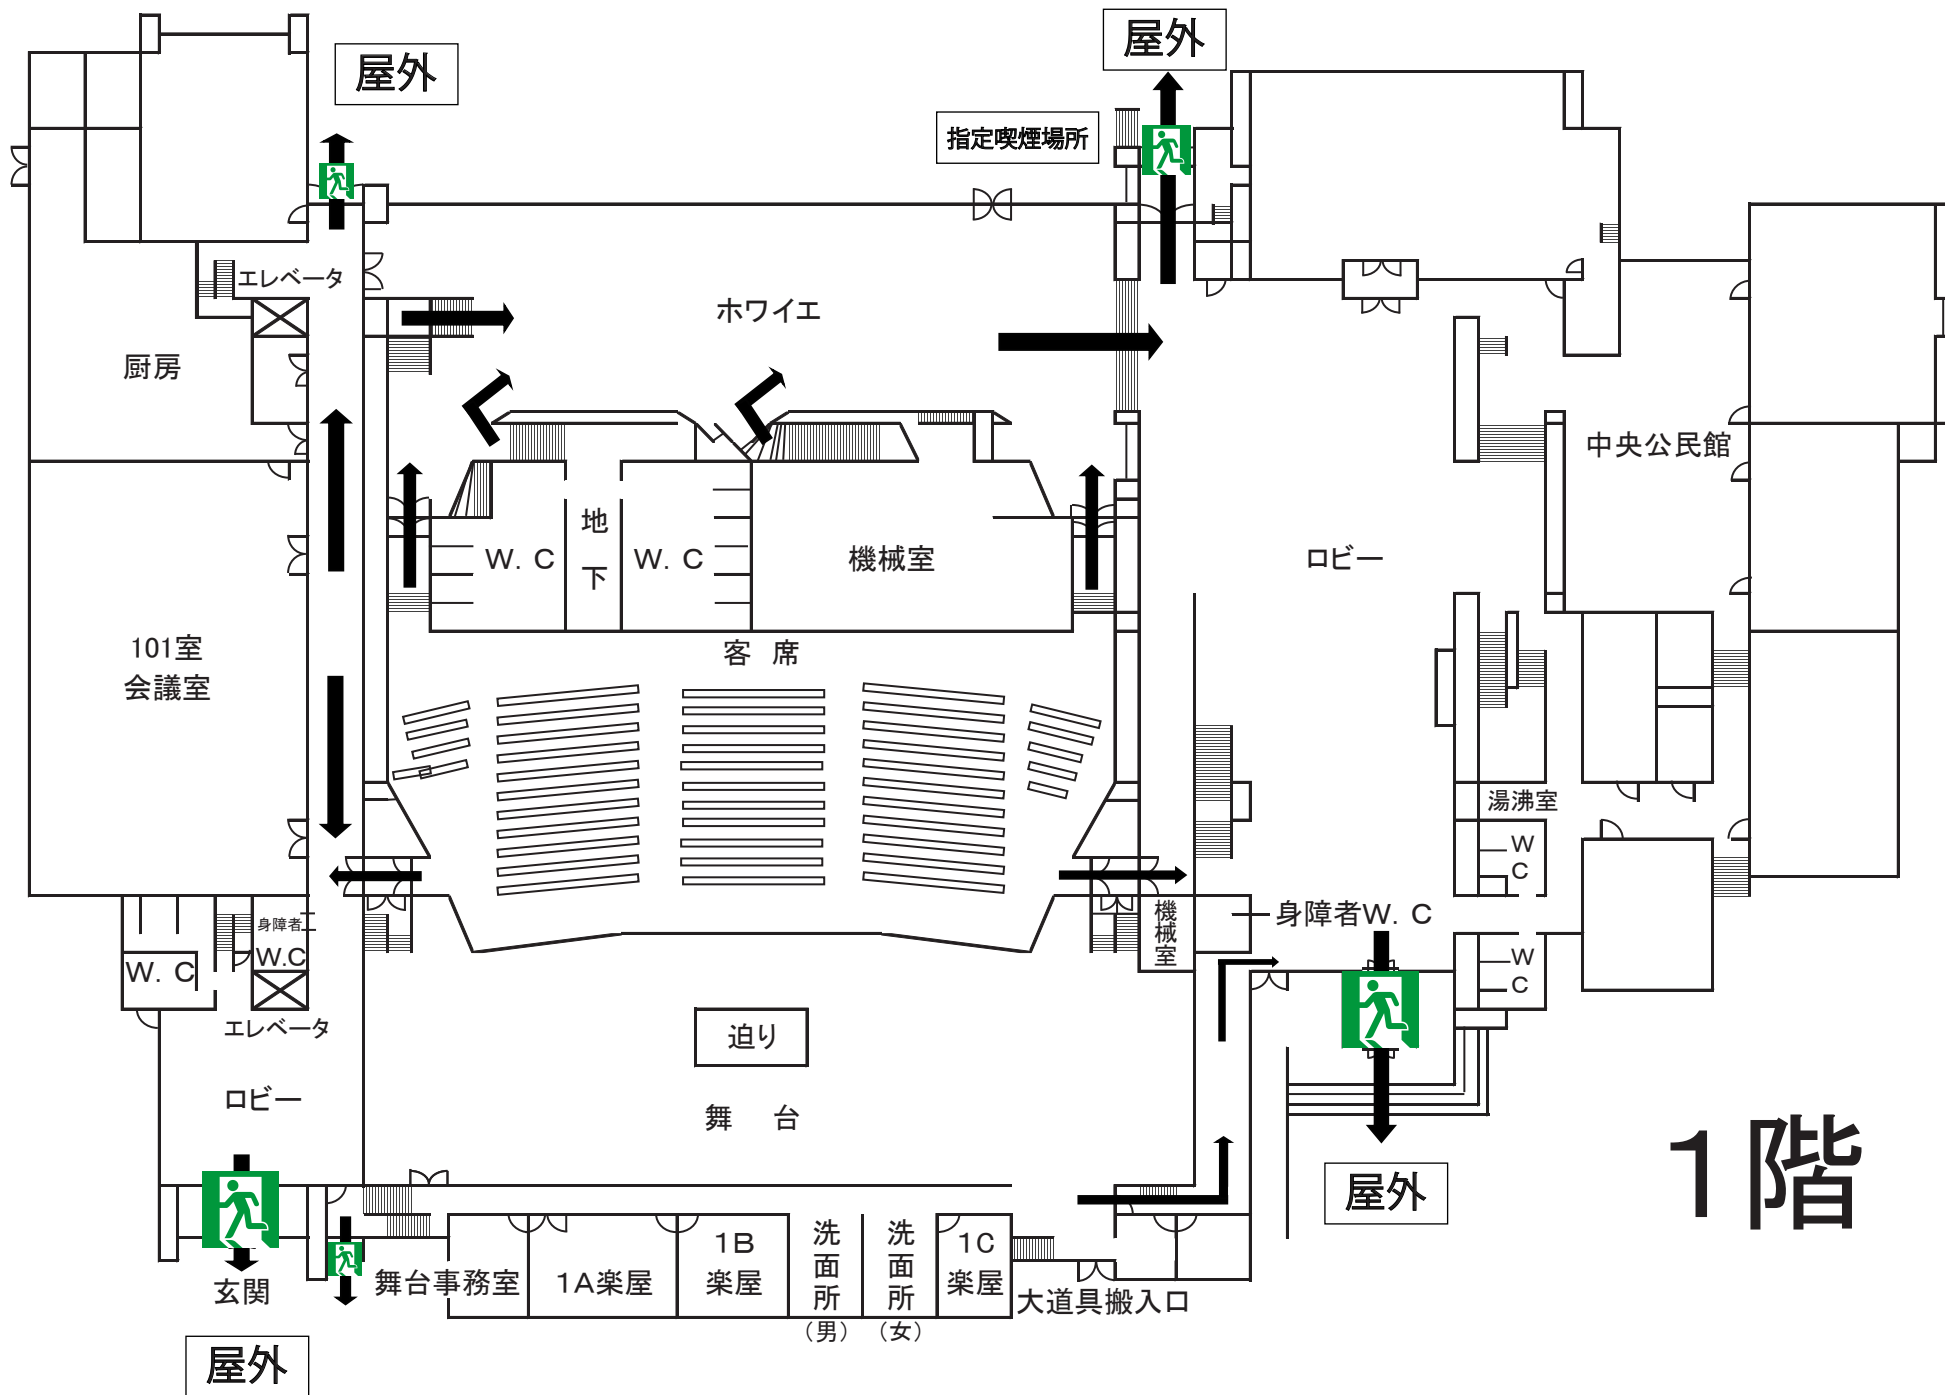 屋外
屋外
指定喫煙場所
エレベータ
ホワイエ
厨房
中央公民館
地下
W. C
W. C
機械室
ロビー
101室
会議室
客 席
湯沸室
W
C
身障者
W.C
機械室
身障者W. C
W. C
W
C
エレベータ
迫り
ロビー
舞 台
1階
屋外
玄関
舞台事務室
1A楽屋
1B
楽屋
洗面所
(男)
洗面所
(女)
1C
楽屋
大道具搬入口
屋外